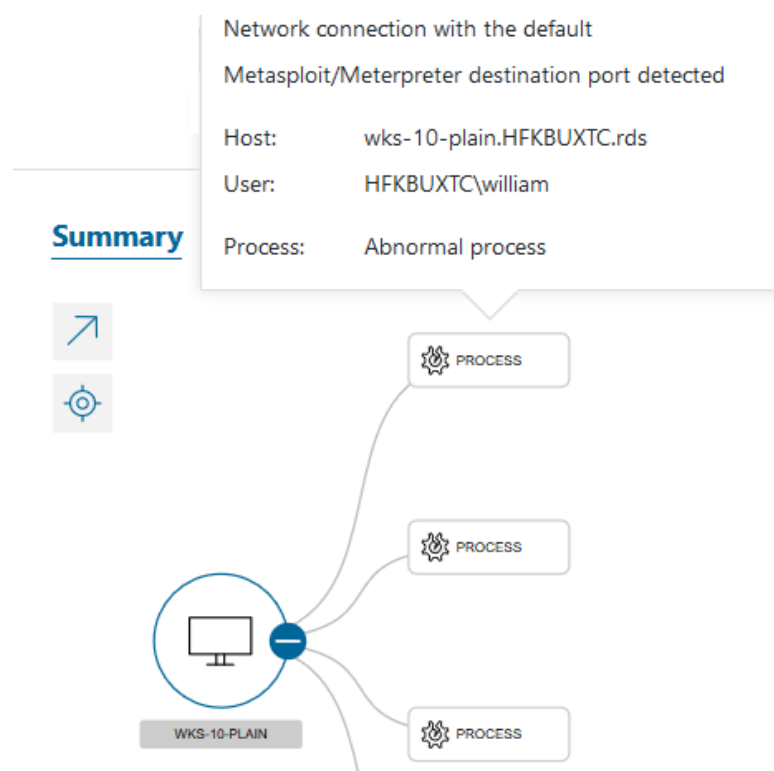 Network connection with the default
Metasploit/Meterpreter destination port detected
Host: wks-10-plain.HFKBUXTC.rds
User: HFKBUXTC\william
Process: Abnormal process
Summary
PROCESS
PROCESS
WKS-10-PLAIN
PROCESS